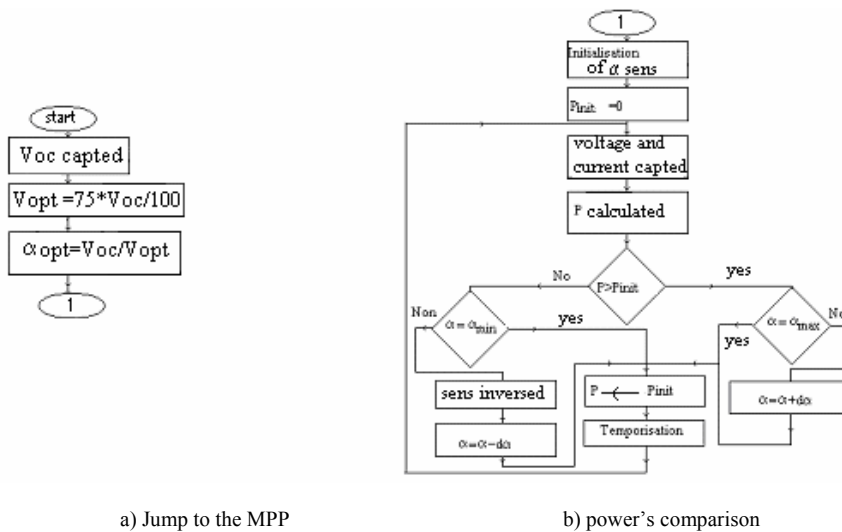 start
Voc capted
Vopt =75*Voc/100
αopt=Voc/Vopt
1
1
Initialisation
of α sens
Pinit =0
voltage and
current capted
P calculated
P>Pinit
No
yes
Non
α= αmin
yes
α= αmax
No
yes
sens inversed
α=α-dα
P ← Pinit
Temporisation
α=α+dα
a) Jump to the MPP
b) power's comparison